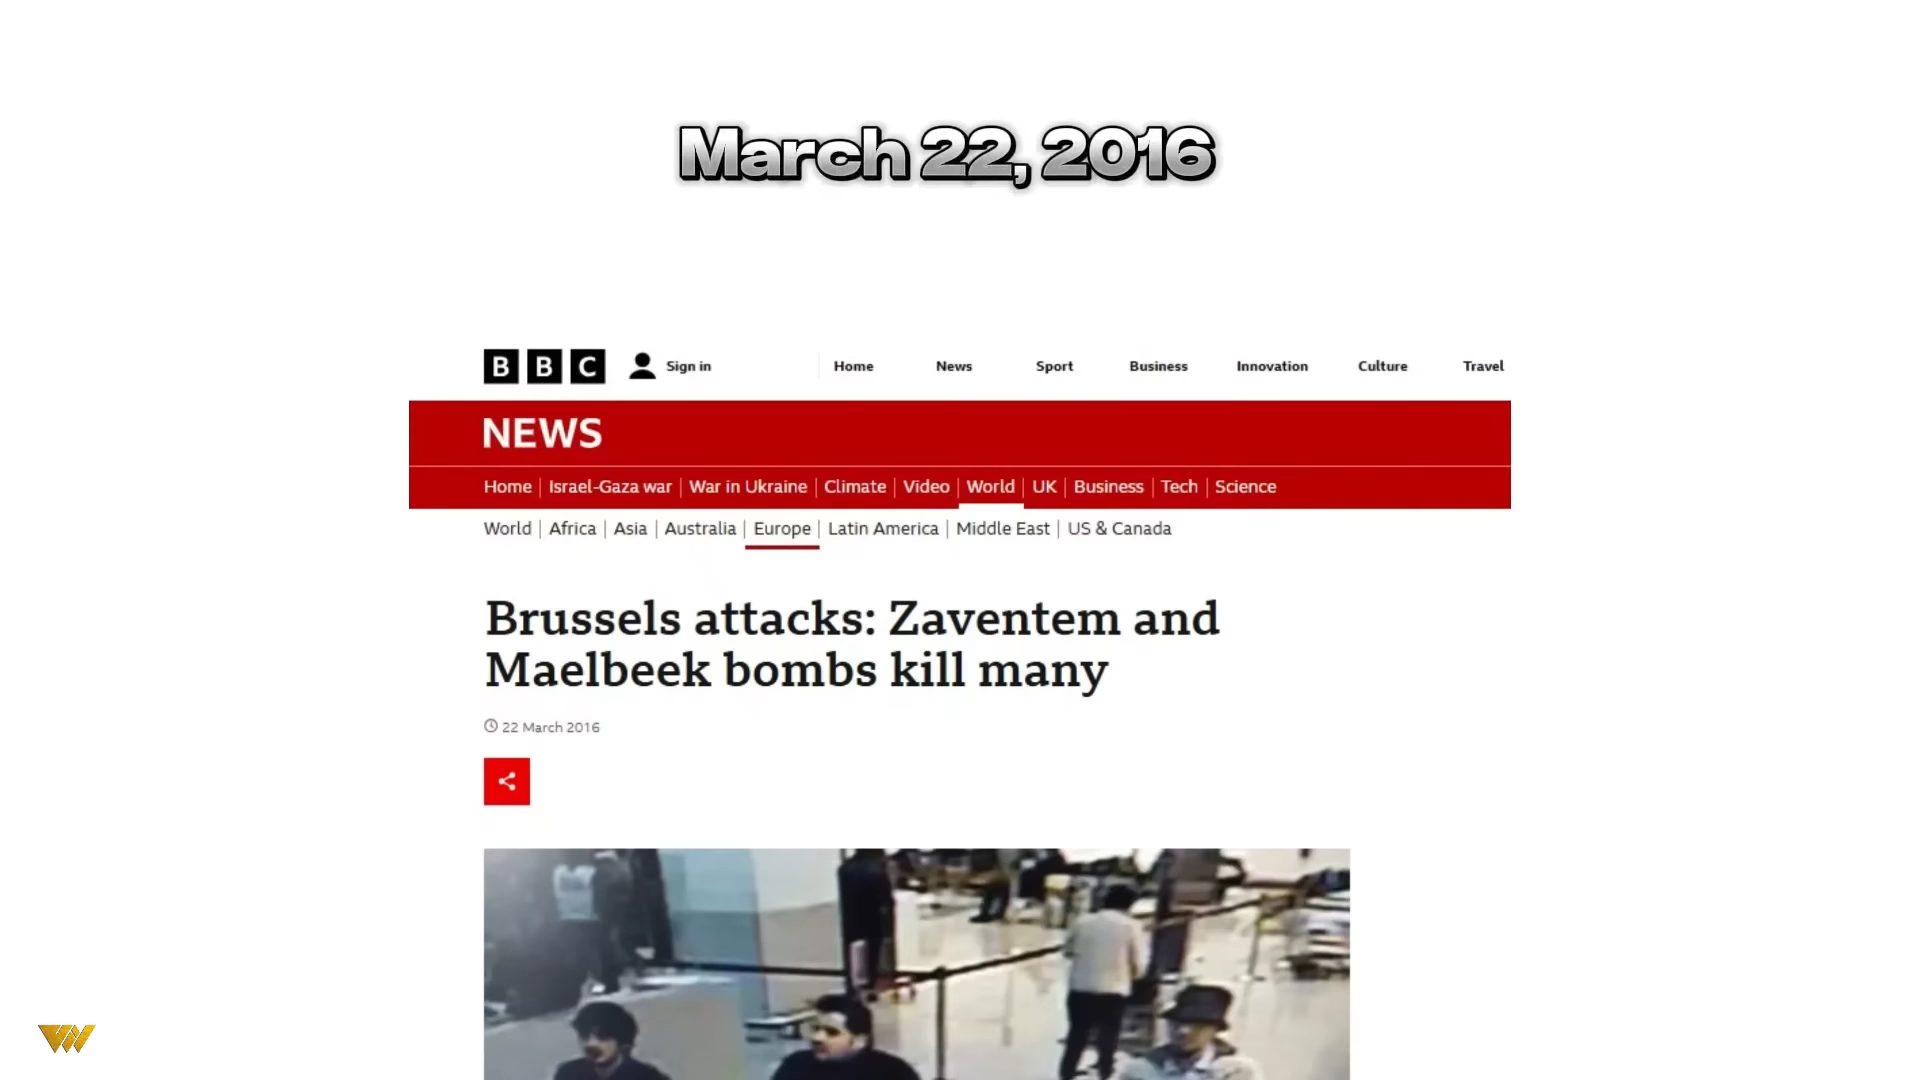 March 22, 2016
BBC Sign in Home News Sport Business Innovation Culture Travel
NEWS
Home Israel-Gaza war War in Ukraine Climate Video World UK Business Tech Science
World Africa Asia Australia Europe Latin America Middle East US & Canada
Brussels attacks: Zaventem and
Maelbeek bombs kill many
22 March 2016